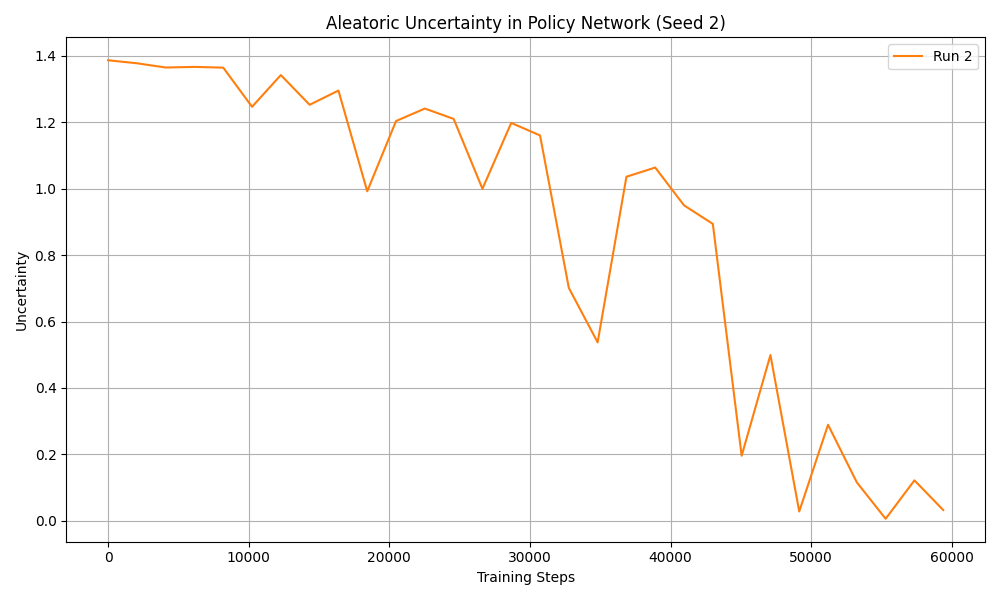 Aleatoric Uncertainty in Policy Network (Seed 2)
Run 2
Uncertainty
1.4
1.2
1.0
0.8
0.6
0.4
0.2
0.0
0 10000 20000 30000 40000 50000 60000
Training Steps